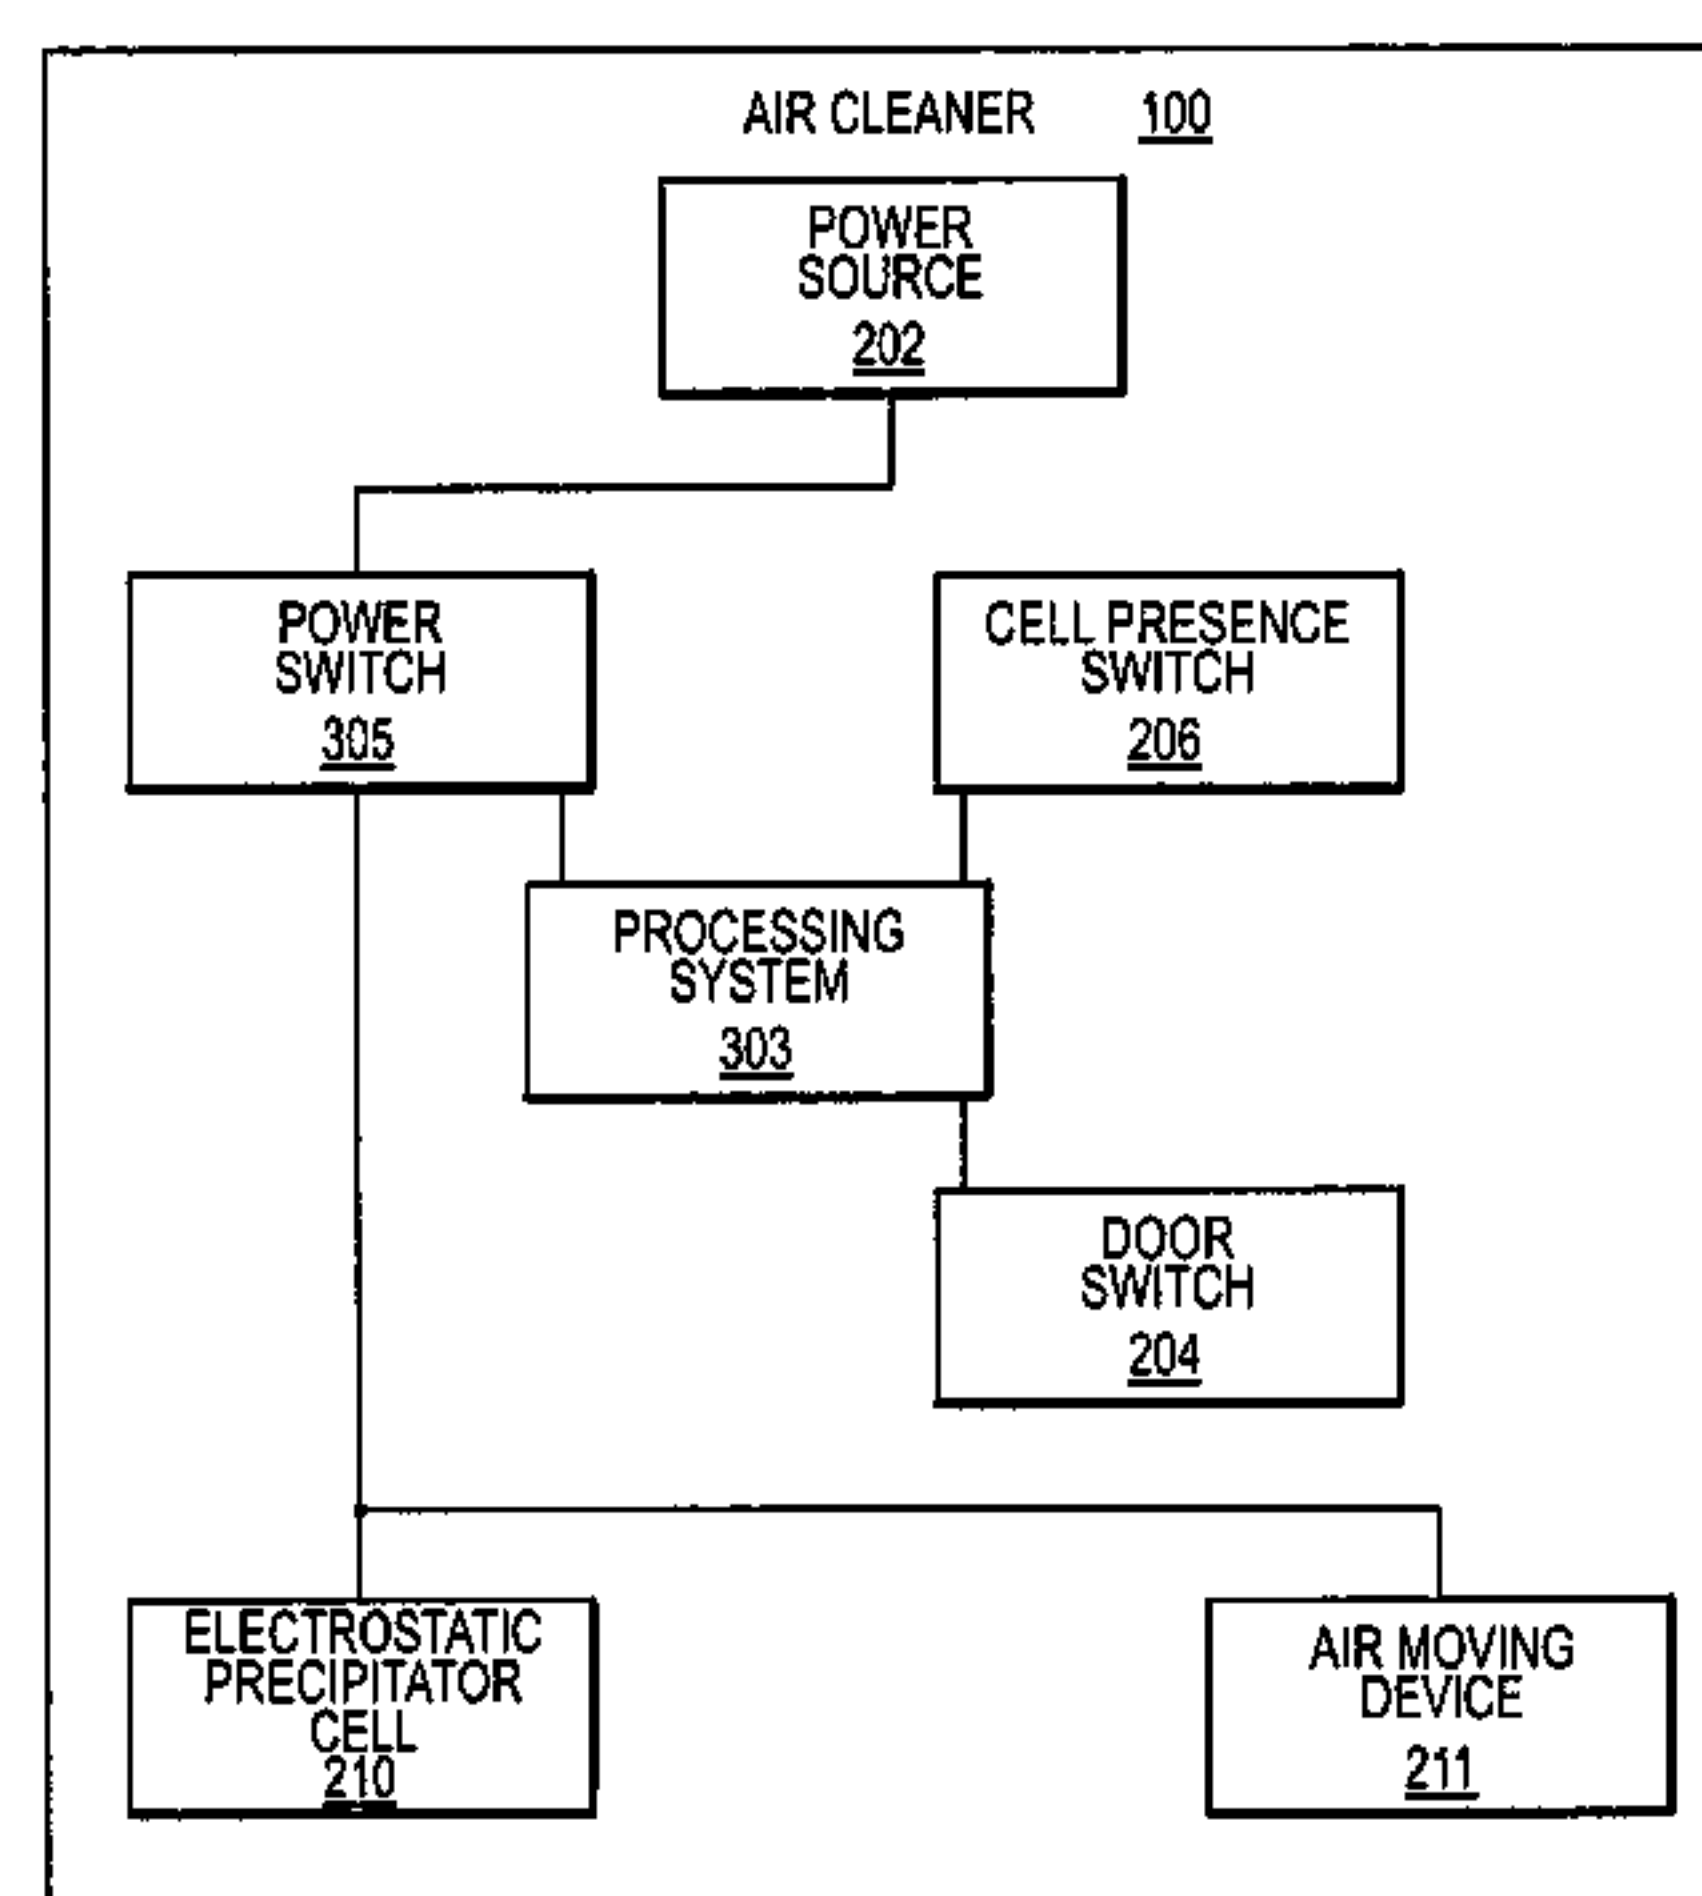 AIR CLEANER 100
POWER
SOURCE
202
POWER
SWITCH
305
CELL PRESENCE
SWITCH
206
PROCESSING
SYSTEM
303
DOOR
SWITCH
204
ELECTROSTATIC
PRECIPITATOR
CELL
210
AIR MOVING
DEVICE
211